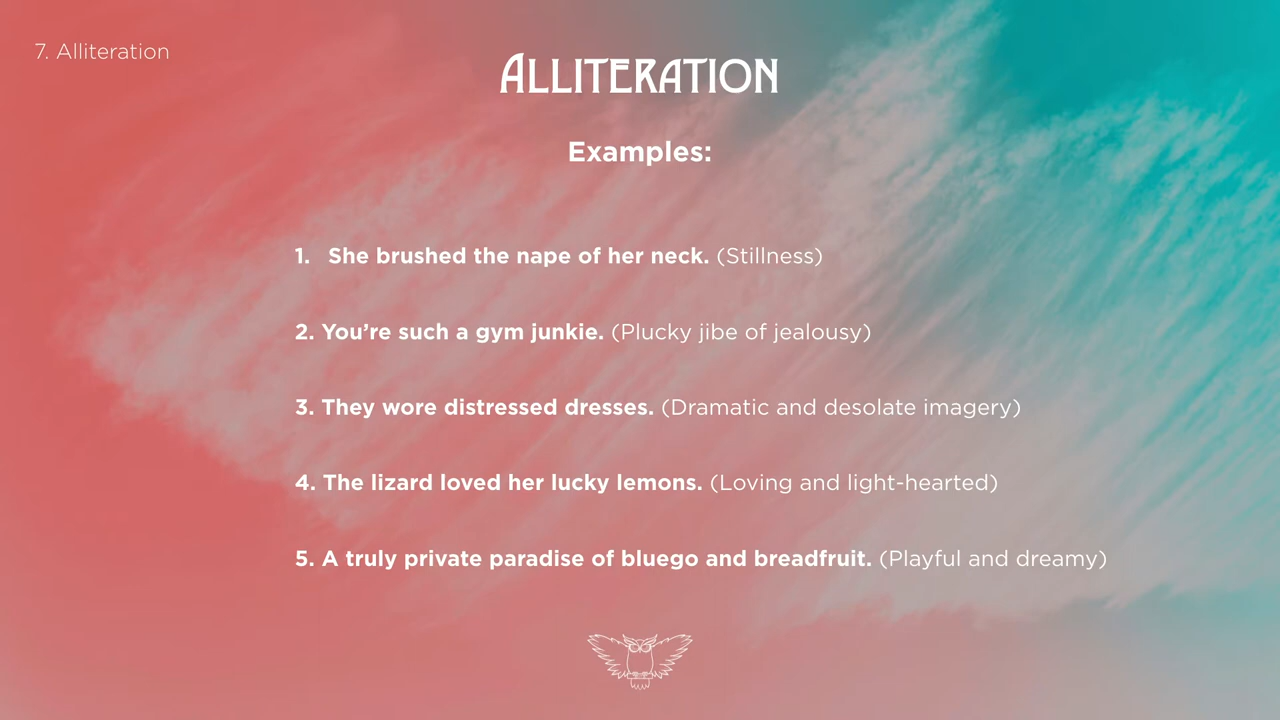 7. Alliteration
ALLITERATION
Examples:
1. She brushed the nape of her neck. (Stillness)
2. You’re such a gym junkie. (Plucky jibe of jealousy)
3. They wore distressed dresses. (Dramatic and desolate imagery)
4. The lizard loved her lucky lemons. (Loving and light-hearted)
5. A truly private paradise of bluego and breadfruit. (Playful and dreamy)